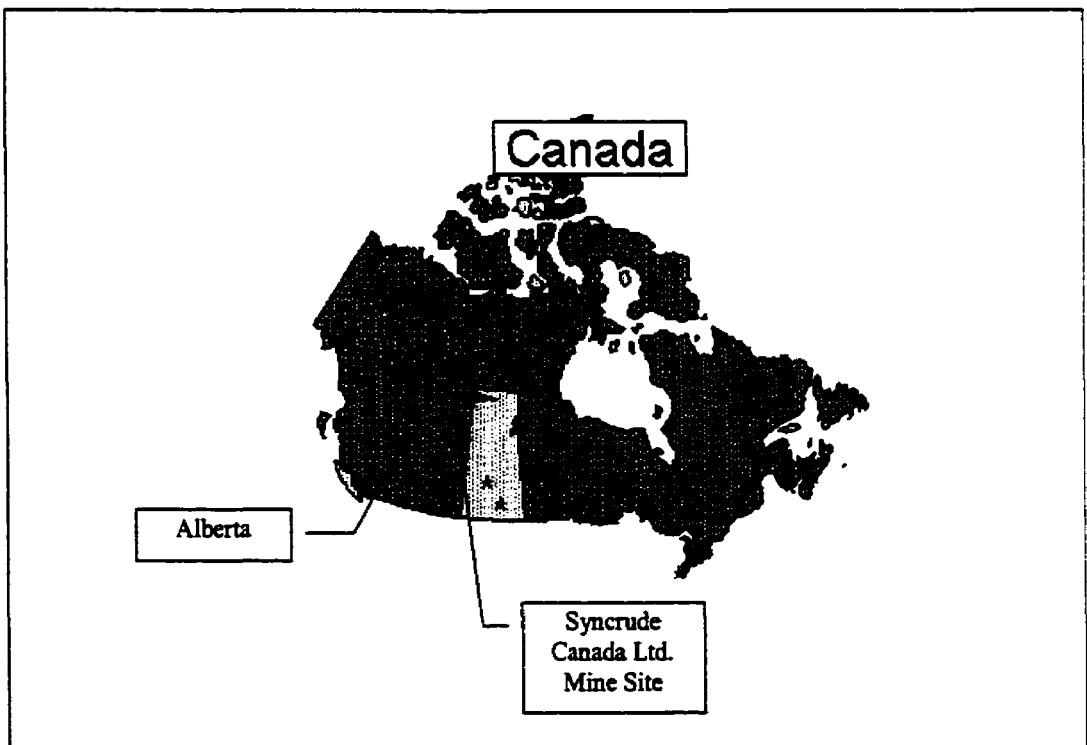 Canada
Alberta
Syncrude
Canada Ltd.
Mine Site